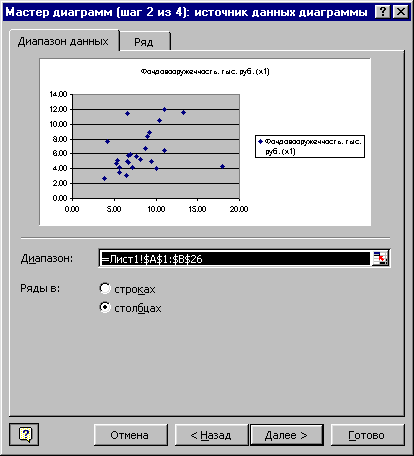 Мастер диаграмм (шаг 2 из 4): источник данных диаграммы
Диапазон данных Ряд
Фондовооруженность, тыс. руб. (х1)
14.00
12.00
10.00
8.00
6.00
4.00
2.00
0.00
0.00 5.00 10.00 15.00 20.00
Фондовооруженность, тыс.
руб. (х1)
Диапазон: =Лист1!$A$1:$B$26
Ряды в: строках
столбцах
Отмена < Назад Далее > Готово